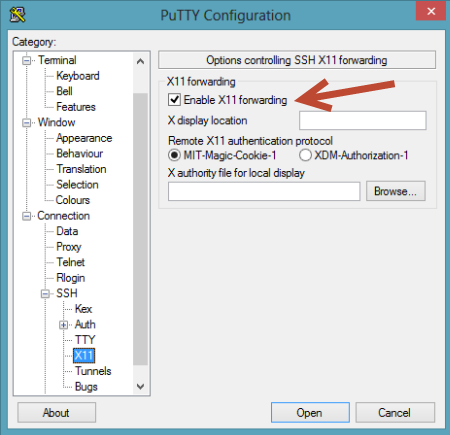 PuTTY Configuration
Category:
Terminal
Keyboard
Bell
Features
Window
Appearance
Behaviour
Translation
Selection
Colours
Connection
Data
Proxy
Telnet
Rlogin
SSH
Kex
Auth
TTY
X11
Tunnels
Bugs
Options controlling SSH X11 forwarding
X11 forwarding
Enable X11 forwarding
X display location
Remote X11 authentication protocol
MIT-Magic-Cookie-1 XDM-Authorization-1
X authority file for local display
Browse...
About Open Cancel